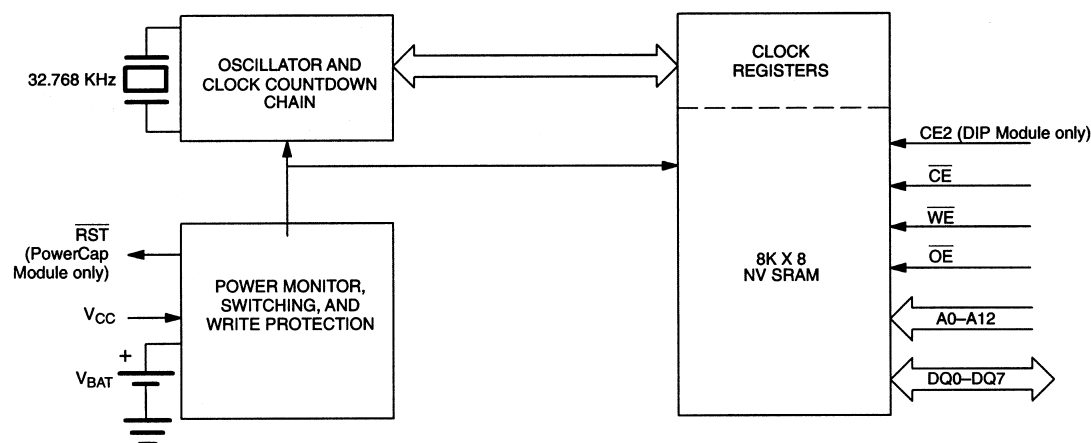 32.768 KHz
OSCILLATOR AND
CLOCK COUNTDOWN
CHAIN
CLOCK
REGISTERS
CE2 (DIP Module only)
CE
WE
OE
8K X 8
NV SRAM
A0–A12
DQ0–DQ7
RST
(PowerCap
Module only)
VCC
+
VBAT
POWER MONITOR,
SWITCHING, AND
WRITE PROTECTION